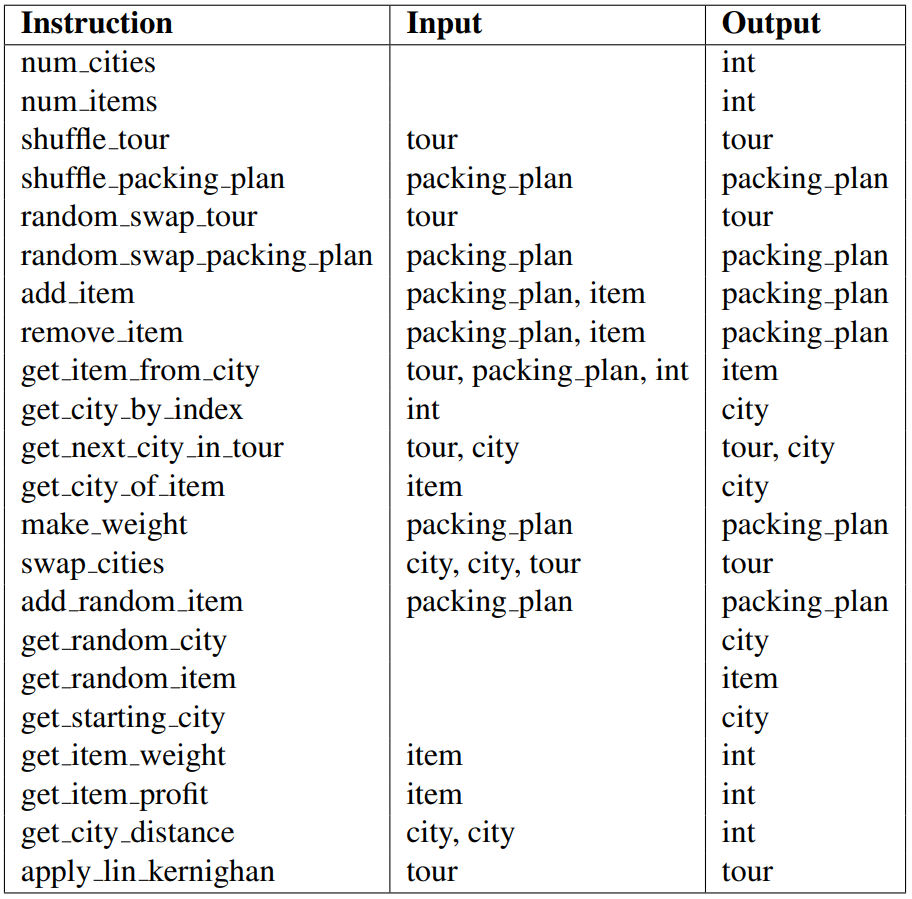 Instruction Input Output
num_cities int
num_items int
shuffle_tour tour tour
shuffle_packing_plan packing_plan packing_plan
random_swap_tour tour tour
random_swap_packing_plan packing_plan packing_plan
add_item packing_plan, item packing_plan
remove_item packing_plan, item packing_plan
get_item_from_city tour, packing_plan, int item
get_city_by_index int city
get_next_city_in_tour tour, city tour, city
get_city_of_item item city
make_weight packing_plan packing_plan
swap_cities city, city, tour tour
add_random_item packing_plan packing_plan
get_random_city city
get_random_item item
get_starting_city city
get_item_weight item int
get_item_profit item int
get_city_distance city, city int
apply_lin_kernighan tour tour